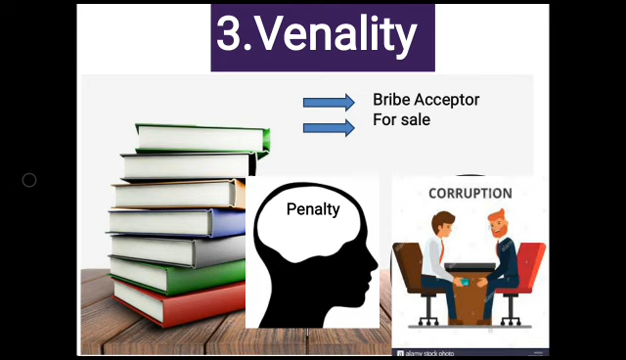 3.Venality
Bribe Acceptor
For sale
Penalty
CORRUPTION
alamy stock photo